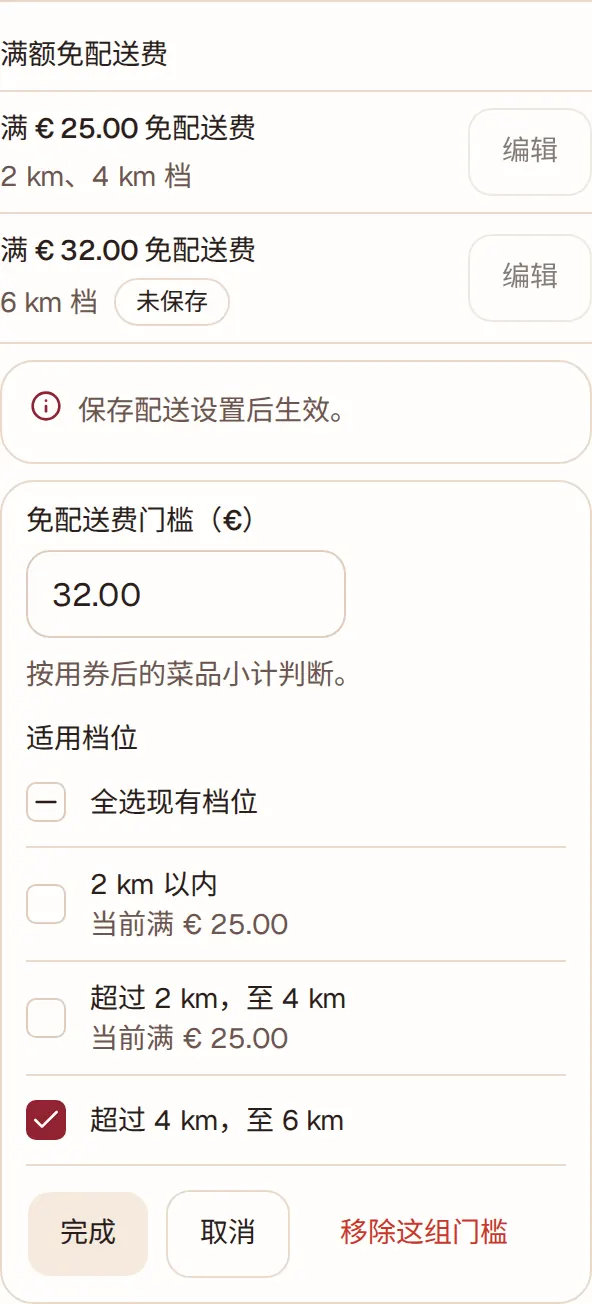 满额免配送费
满 € 25.00 免配送费
2 km、4 km 档
编辑
满 € 32.00 免配送费
6 km 档
未保存
编辑
保存配送设置后生效。
免配送费门槛（€）
32.00
按用券后的菜品小计判断。
适用档位
全选现有档位
2 km 以内
当前满 € 25.00
超过 2 km，至 4 km
当前满 € 25.00
超过 4 km，至 6 km
完成
取消
移除这组门槛